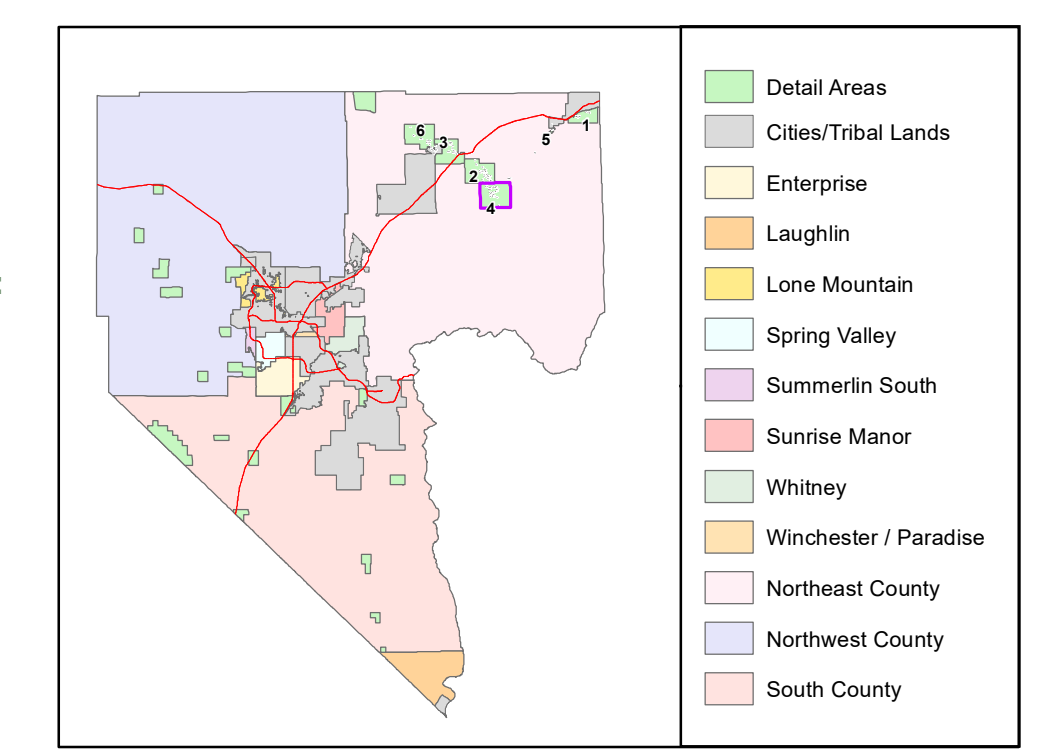 6
3
5
1
2
4
Detail Areas
Cities/Tribal Lands
Enterprise
Laughlin
Lone Mountain
Spring Valley
Summerlin South
Sunrise Manor
Whitney
Winchester / Paradise
Northeast County
Northwest County
South County